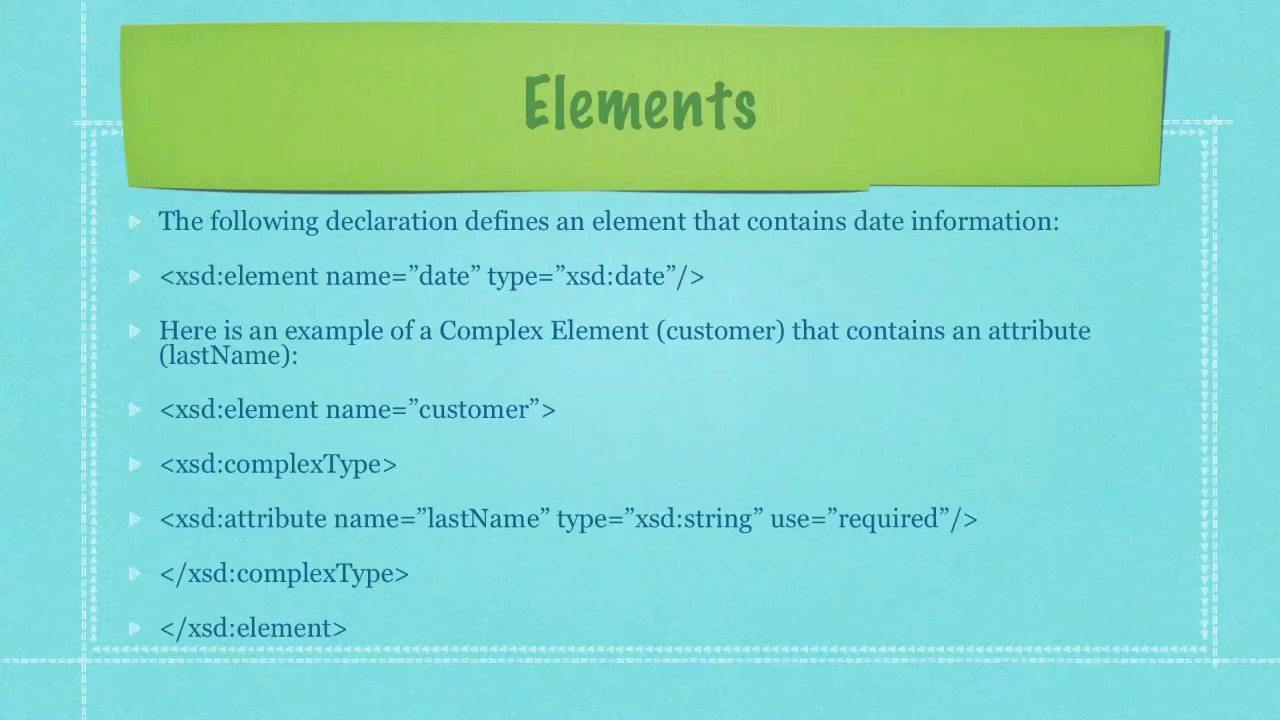 Elements
The following declaration defines an element that contains date information:
<xsd:element name=”date” type=”xsd:date”/>
Here is an example of a Complex Element (customer) that contains an attribute
(lastName):
<xsd:element name=”customer”>
<xsd:complexType>
<xsd:attribute name=”lastName” type=”xsd:string” use=”required”/>
</xsd:complexType>
</xsd:element>